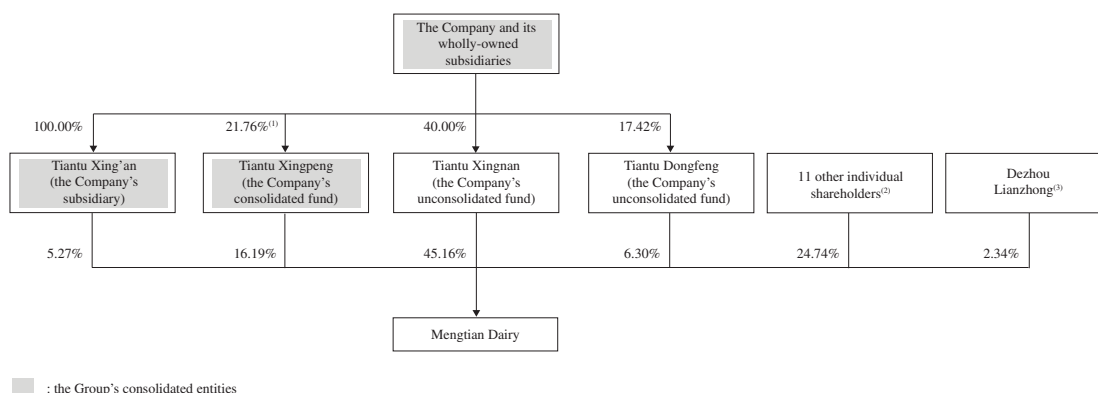 The Company and its
wholly-owned
subsidiaries
100.00%
21.76%(1)
40.00%
17.42%
Tiantu Xing’an
(the Company’s
subsidiary)
Tiantu Xingpeng
(the Company’s
consolidated fund)
Tiantu Xingnan
(the Company’s
unconsolidated fund)
Tiantu Dongfeng
(the Company’s
unconsolidated fund)
11 other individual
shareholders(2)
Dezhou
Lianzhong(3)
5.27%
16.19%
45.16%
6.30%
24.74%
2.34%
Mengtian Dairy
: the Group’s consolidated entities